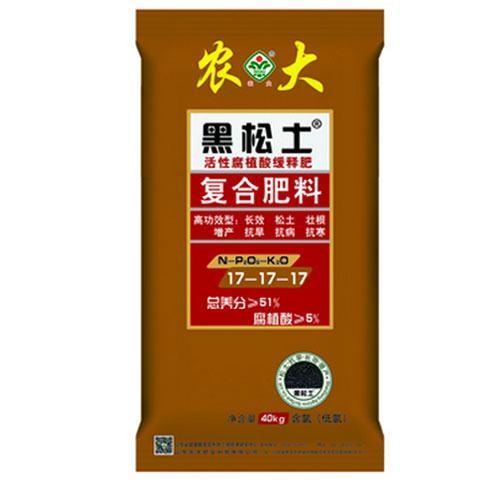 农大
黑松土®
活性腐植酸缓释肥
复合肥料
高功效型：长效 松土 壮根
增产 抗旱 抗病 抗寒
N-P₂O₅-K₂O
17-17-17
总养分≥51%
腐植酸≥5%
黑松土
净含量 40kg 含氯（低氯）